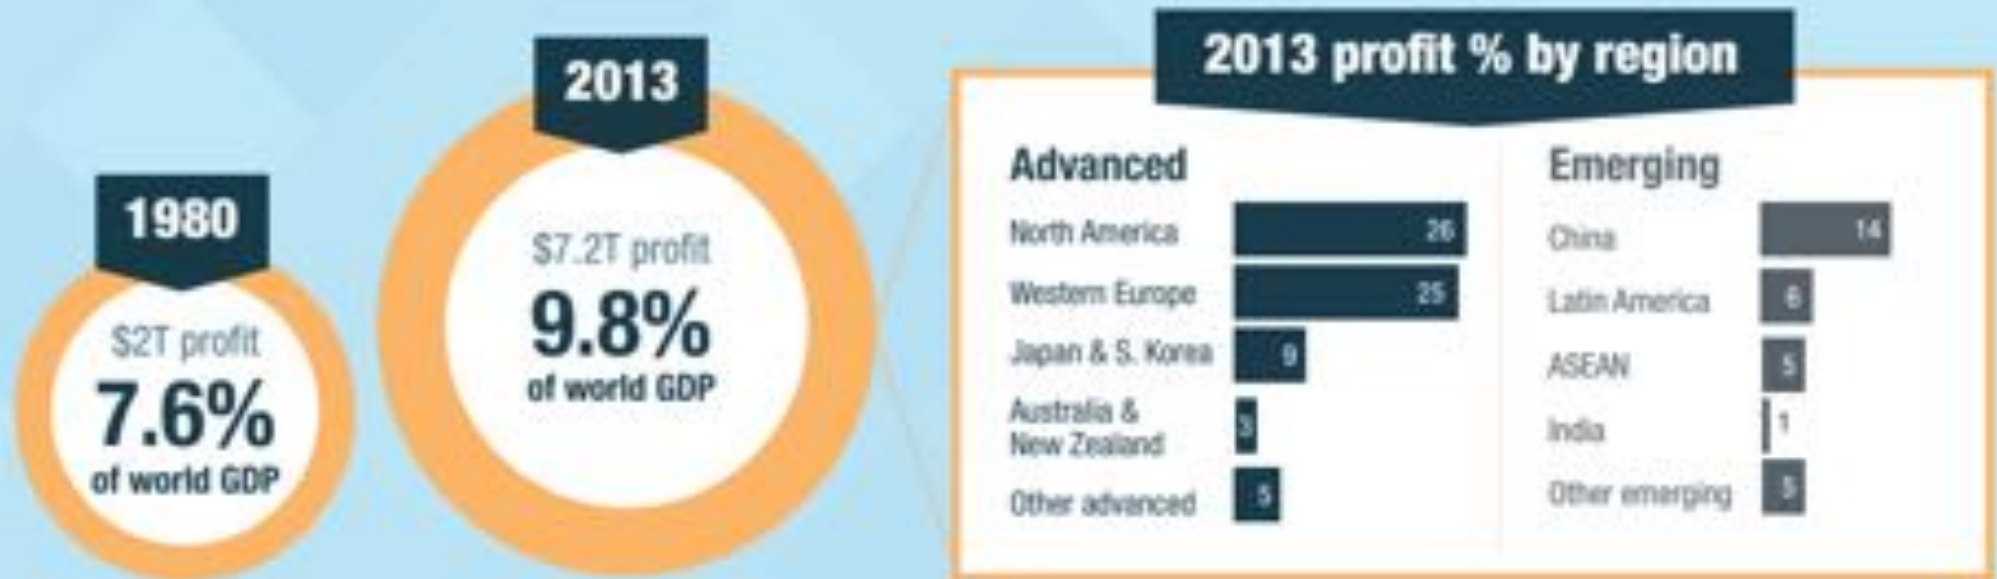 1980
$2T profit
7.6%
of world GDP
2013
$7.2T profit
9.8%
of world GDP
2013 profit % by region
Advanced
North America 26
Western Europe 25
Japan & S. Korea 9
Australia &
New Zealand 3
Other advanced 5
Emerging
China 14
Latin America 6
ASEAN 5
India 1
Other emerging 5